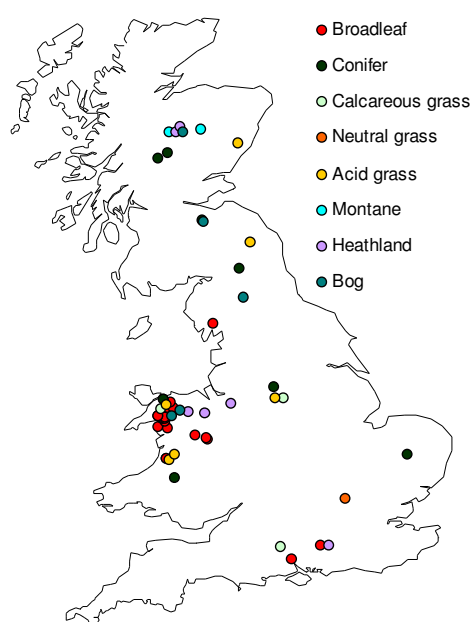 Broadleaf
Conifer
Calcareous grass
Neutral grass
Acid grass
Montane
Heathland
Bog